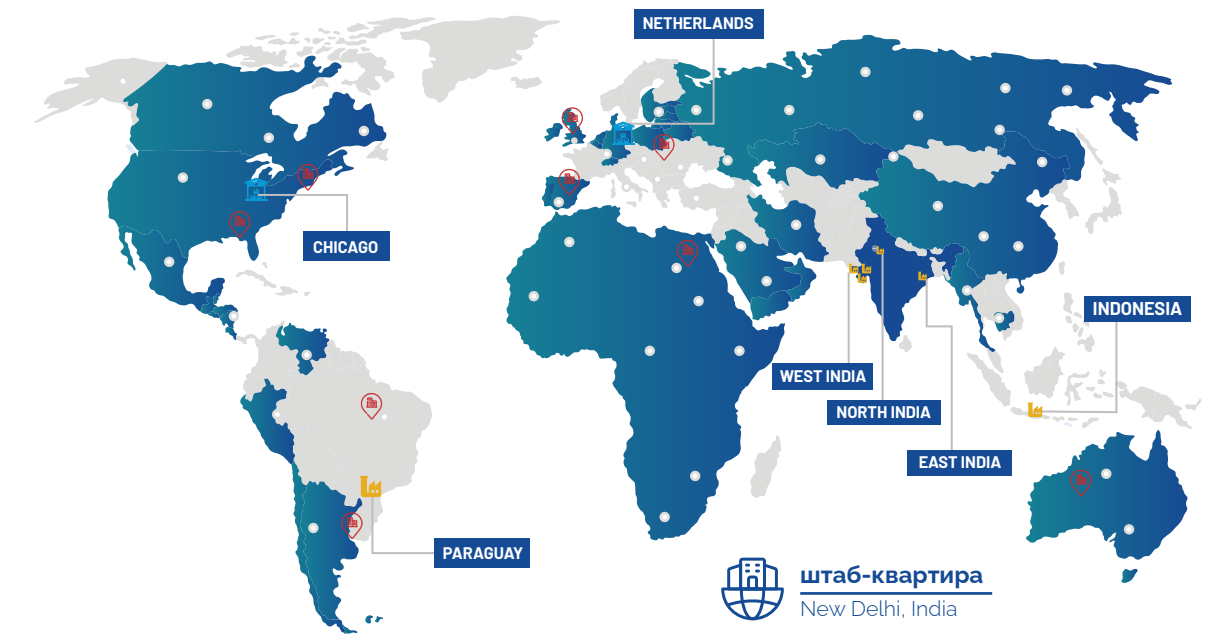 NETHERLANDS
CHICAGO
INDONESIA
WEST INDIA
NORTH INDIA
EAST INDIA
PARAGUAY
штаб-квартира
New Delhi, India